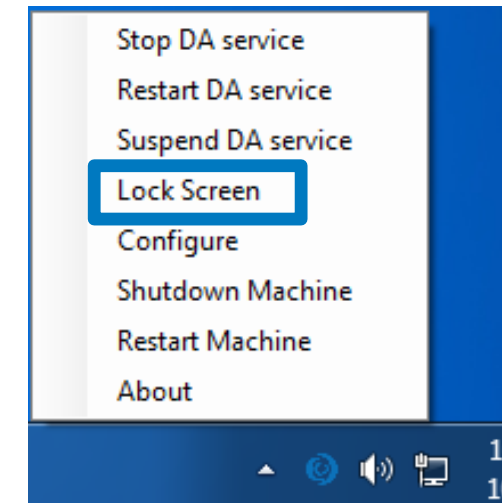 Stop DA service
Restart DA service
Suspend DA service
Lock Screen
Configure
Shutdown Machine
Restart Machine
About